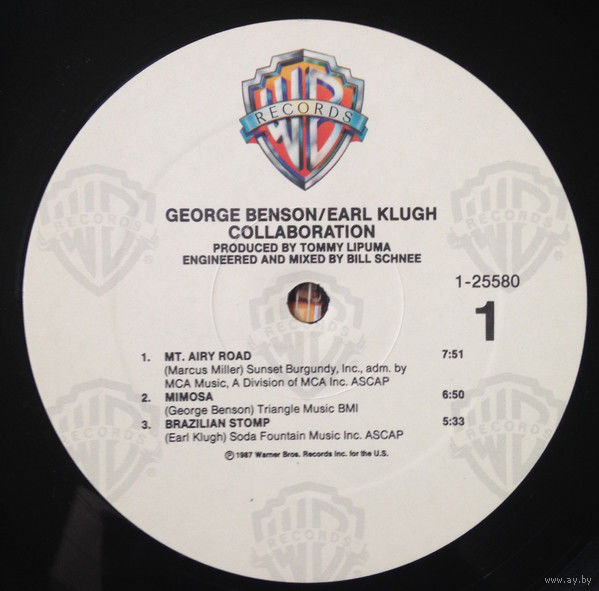 WB
RECORDS
GEORGE BENSON/EARL KLUGH
COLLABORATION
PRODUCED BY TOMMY LIPUMA
ENGINEERED AND MIXED BY BILL SCHNEE
1-25580
1
1. MT. AIRY ROAD 7:51
(Marcus Miller) Sunset Burgundy, Inc., adm. by
MCA Music, A Division of MCA Inc. ASCAP
2. MIMOSA 6:50
(George Benson) Triangle Music BMI
3. BRAZILIAN STOMP 5:33
(Earl Klugh) Soda Fountain Music Inc. ASCAP
℗ 1987 Warner Bros. Records Inc. for the U.S.
www.ay.by